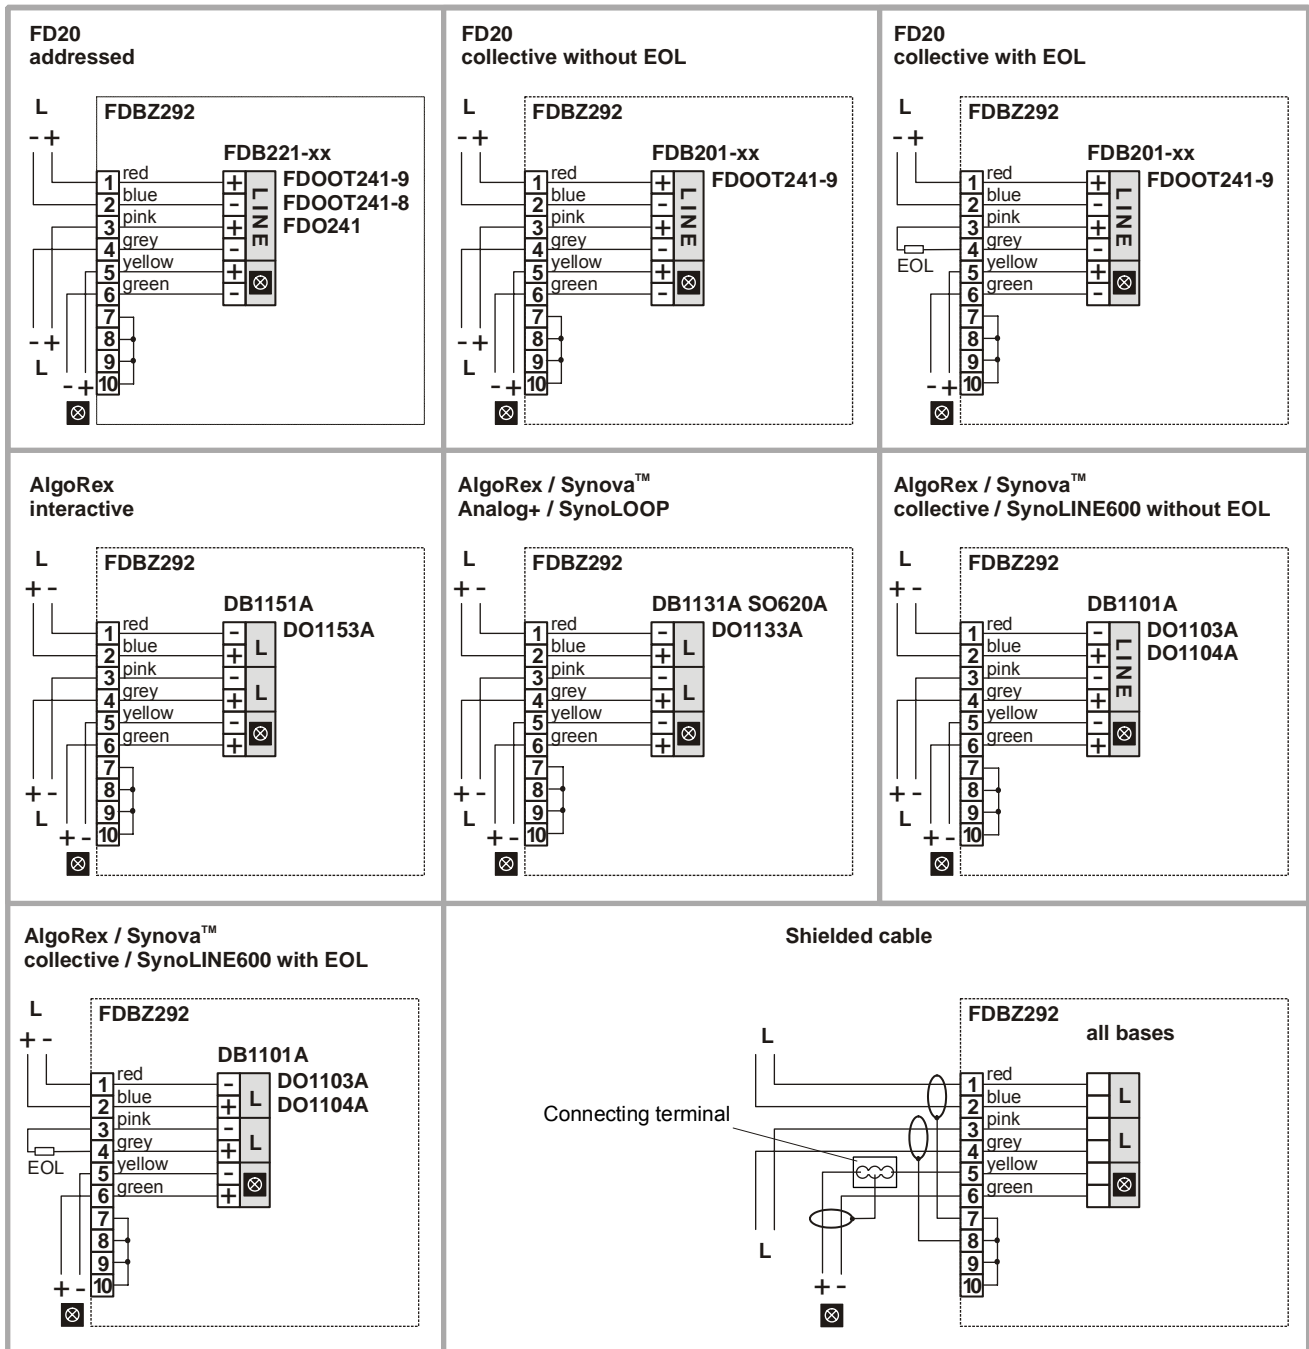 FD20
addressed
L
- +
FDBZ292
FDB221-xx
FDOOT241-9
FDOOT241-8
FDO241
1 red +
2 blue -
3 pink +
4 grey -
5 yellow +
6 green -
7
8
9
10
LINE
- +
L
- +
FD20
collective without EOL
L
- +
FDBZ292
FDB201-xx
FDOOT241-9
1 red +
2 blue -
3 pink +
4 grey -
5 yellow +
6 green -
7
8
9
10
LINE
- +
L
- +
FD20
collective with EOL
L
- +
FDBZ292
FDB201-xx
FDOOT241-9
1 red +
2 blue -
3 pink +
4 grey -
5 yellow +
6 green -
7
8
9
10
LINE
EOL
- +
AlgoRex
interactive
L
+ -
FDBZ292
DB1151A
DO1153A
1 red -
2 blue +
3 pink -
4 grey +
5 yellow -
6 green +
7
8
9
10
L
L
+ -
L
+ -
AlgoRex / Synova™
Analog+ / SynoLOOP
L
+ -
FDBZ292
DB1131A SO620A
DO1133A
1 red -
2 blue +
3 pink -
4 grey +
5 yellow -
6 green +
7
8
9
10
L
L
+ -
L
+ -
AlgoRex / Synova™
collective / SynoLINE600 without EOL
L
+ -
FDBZ292
DB1101A
DO1103A
DO1104A
1 red -
2 blue +
3 pink -
4 grey +
5 yellow -
6 green +
7
8
9
10
LINE
+ -
L
+ -
AlgoRex / Synova™
collective / SynoLINE600 with EOL
L
+ -
FDBZ292
DB1101A
DO1103A
DO1104A
1 red -
2 blue +
3 pink -
4 grey +
5 yellow -
6 green +
7
8
9
10
L
L
EOL
+ -
Shielded cable
L
FDBZ292
all bases
Connecting terminal
1 red
2 blue
3 pink
4 grey
5 yellow
6 green
7
8
9
10
L
L
L
+ -